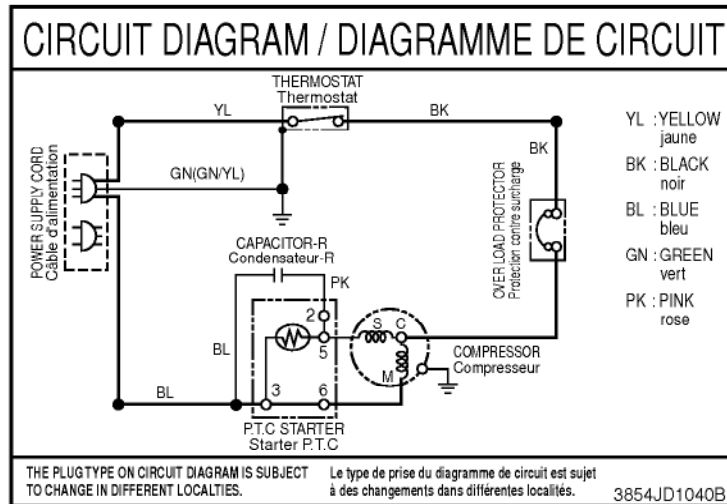 CIRCUIT DIAGRAM / DIAGRAMME DE CIRCUIT
THERMOSTAT
Thermostat
YL
BK
YL : YELLOW
jaune
BK : BLACK
noir
BL : BLUE
bleu
GN : GREEN
vert
PK : PINK
rose
BK
POWER SUPPLY CORD
Câble d'alimentation
GN(GN/YL)
OVER LOAD PROTECTOR
Protection contre surcharge
CAPACITOR-R
Condensateur-R
PK
2
S
C
5
BL
COMPRESSOR
Compresseur
M
BL
3
6
P.T.C STARTER
Starter P.T.C
THE PLUG TYPE ON CIRCUIT DIAGRAM IS SUBJECT
TO CHANGE IN DIFFERENT LOCALTIES.
Le type de prise du diagramme de circuit est sujet
à des changements dans différentes localités.
3854JD1040B